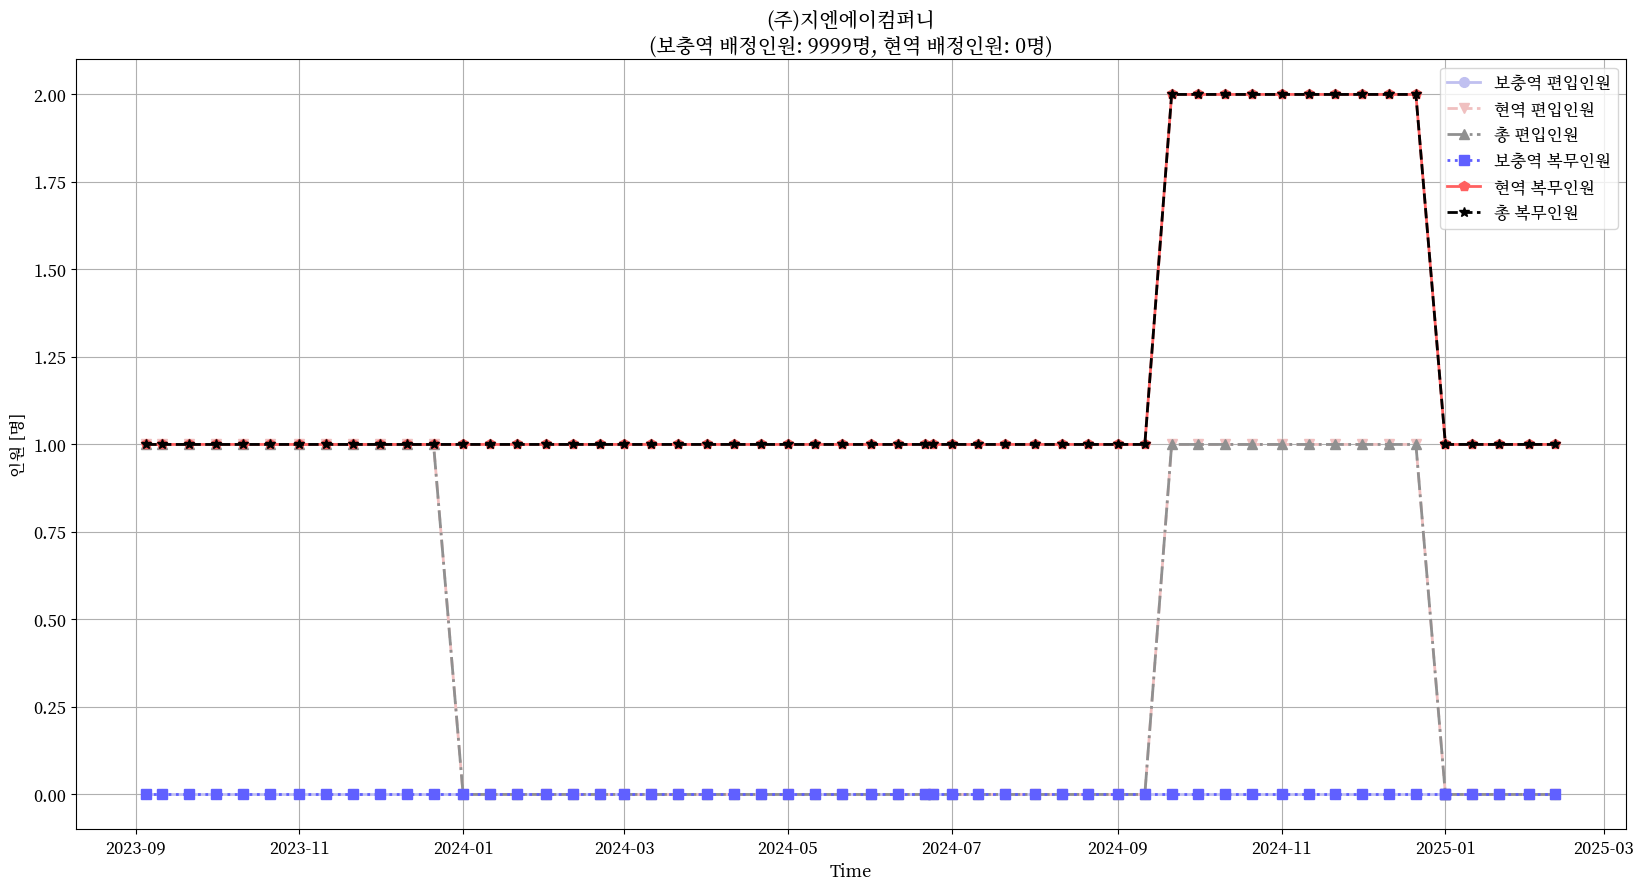 (주)지엔에이컴퍼니
(보충역 배정인원: 9999명, 현역 배정인원: 0명)
보충역 편입인원
현역 편입인원
총 편입인원
보충역 복무인원
현역 복무인원
총 복무인원
인원 [명]
2.00
1.75
1.50
1.25
1.00
0.75
0.50
0.25
0.00
2023-09
2023-11
2024-01
2024-03
2024-05
2024-07
2024-09
2024-11
2025-01
2025-03
Time